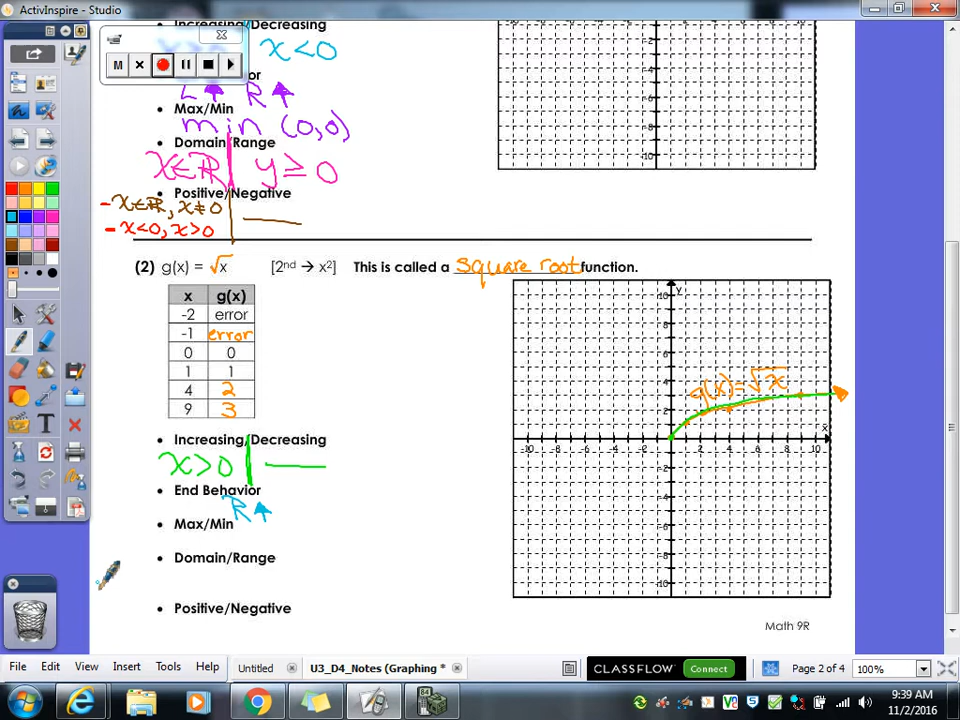 ActivInspire - Studio
Increasing/Decreasing
x<0
L↑ R↑
• Max/Min
min (0,0)
• Domain/Range
x∈ℝ | y≥0
• Positive/Negative
-x∈ℝ, x≠0
-x<0, x>0
(2) g(x) = √x [2nd → x²] This is called a square root function.
x g(x)
-2 error
-1 error
0 0
1 1
4 2
9 3
g(x)=√x
y
x
• Increasing/Decreasing
x>0 | —
• End Behavior
R↑
• Max/Min
• Domain/Range
• Positive/Negative
Math 9R
File Edit View Insert Tools Help Untitled U3_D4_Notes (Graphing * CLASSFLOW Connect Page 2 of 4 100%
9:39 AM
11/2/2016